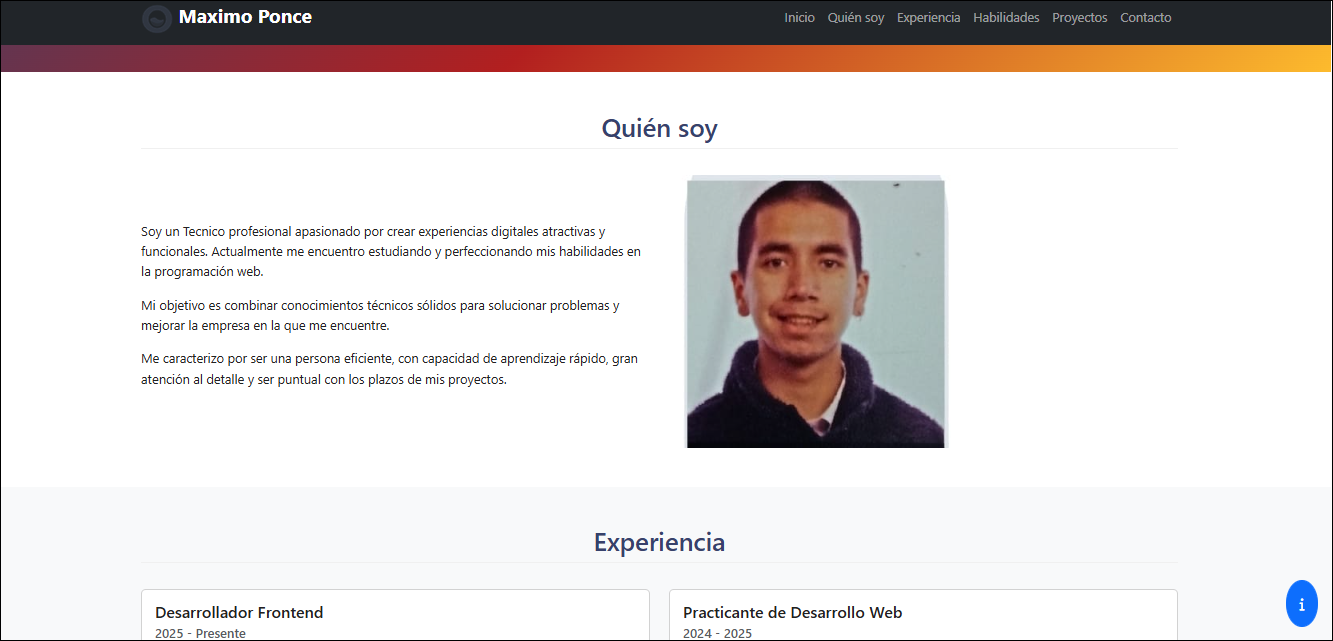 Maximo Ponce
Inicio Quién soy Experiencia Habilidades Proyectos Contacto
Quién soy
Soy un Tecnico profesional apasionado por crear experiencias digitales atractivas y
funcionales. Actualmente me encuentro estudiando y perfeccionando mis habilidades en
la programación web.
Mi objetivo es combinar conocimientos técnicos sólidos para solucionar problemas y
mejorar la empresa en la que me encuentre.
Me caracterizo por ser una persona eficiente, con capacidad de aprendizaje rápido, gran
atención al detalle y ser puntual con los plazos de mis proyectos.
Experiencia
Desarrollador Frontend
2025 - Presente
Practicante de Desarrollo Web
2024 - 2025
i